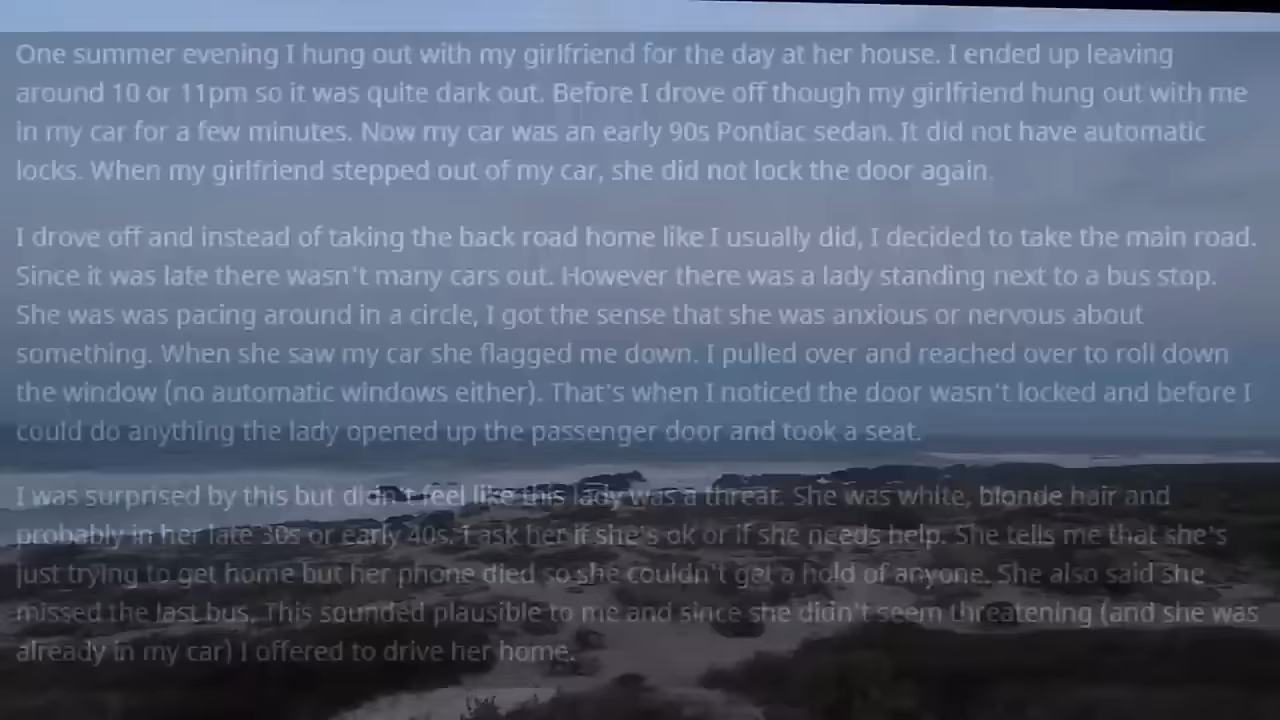 One summer evening I hung out with my girlfriend for the day at her house. I ended up leaving
around 10 or 11pm so it was quite dark out. Before I drove off though my girlfriend hung out with me
in my car for a few minutes. Now my car was an early 90s Pontiac sedan. It did not have automatic
locks. When my girlfriend stepped out of my car, she did not lock the door again.
I drove off and instead of taking the back road home like I usually did, I decided to take the main road.
Since it was late there wasn't many cars out. However there was a lady standing next to a bus stop.
She was was pacing around in a circle, I got the sense that she was anxious or nervous about
something. When she saw my car she flagged me down. I pulled over and reached over to roll down
the window (no automatic windows either). That's when I noticed the door wasn't locked and before I
could do anything the lady opened up the passenger door and took a seat.
I was surprised by this but didn't feel like this lady was a threat. She was white, blonde hair and
probably in her late 30s or early 40s. I ask her if she's ok or if she needs help. She tells me that she's
just trying to get home but her phone died so she couldn't get a hold of anyone. She also said she
missed the last bus. This sounded plausible to me and since she didn't seem threatening (and she was
already in my car) I offered to drive her home.